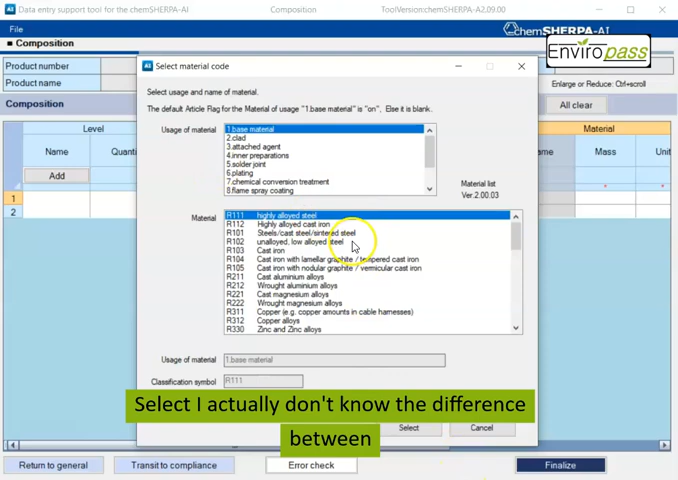 Data entry support tool for the chemSHERPA-AI
Composition
ToolVersion:chemSHERPA-A2.09.00
File
chemSHERPA-AI
■ Composition
Enviropass
Product number
Product name
Enlarge or Reduce: Ctrl+scroll
Composition
All clear
Level
Material
Name
Quanti
ame
Mass
Unit
Add
*
*
1
2
AI
Select material code
Select usage and name of material.
The default Article Flag for the Material of usage "1.base material" is "on", Else it is blank.
Usage of material
1.base material
2.clad
3.attached agent
4.inner preparations
5.solder joint
6.plating
7.chemical conversion treatment
8.flame spray coating
Material list
Ver.2.00.03
Material
R111 highly alloyed steel
R112 Highly alloyed cast iron
R101 Steels/cast steel/sintered steel
R102 unalloyed, low alloyed steel
R103 Cast iron
R104 Cast iron with lamellar graphite / tempered cast iron
R105 Cast iron with nodular graphite / vermicular cast iron
R211 Cast aluminium alloys
R212 Wrought aluminium alloys
R221 Cast magnesium alloys
R222 Wrought magnesium alloys
R311 Copper (e.g. copper amounts in cable harnesses)
R312 Copper alloys
R330 Zinc and Zinc alloys
Usage of material
1.base material
Classification symbol
R111
Select I actually don't know the difference
between
Select
Cancel
Return to general
Transit to compliance
Error check
Finalize